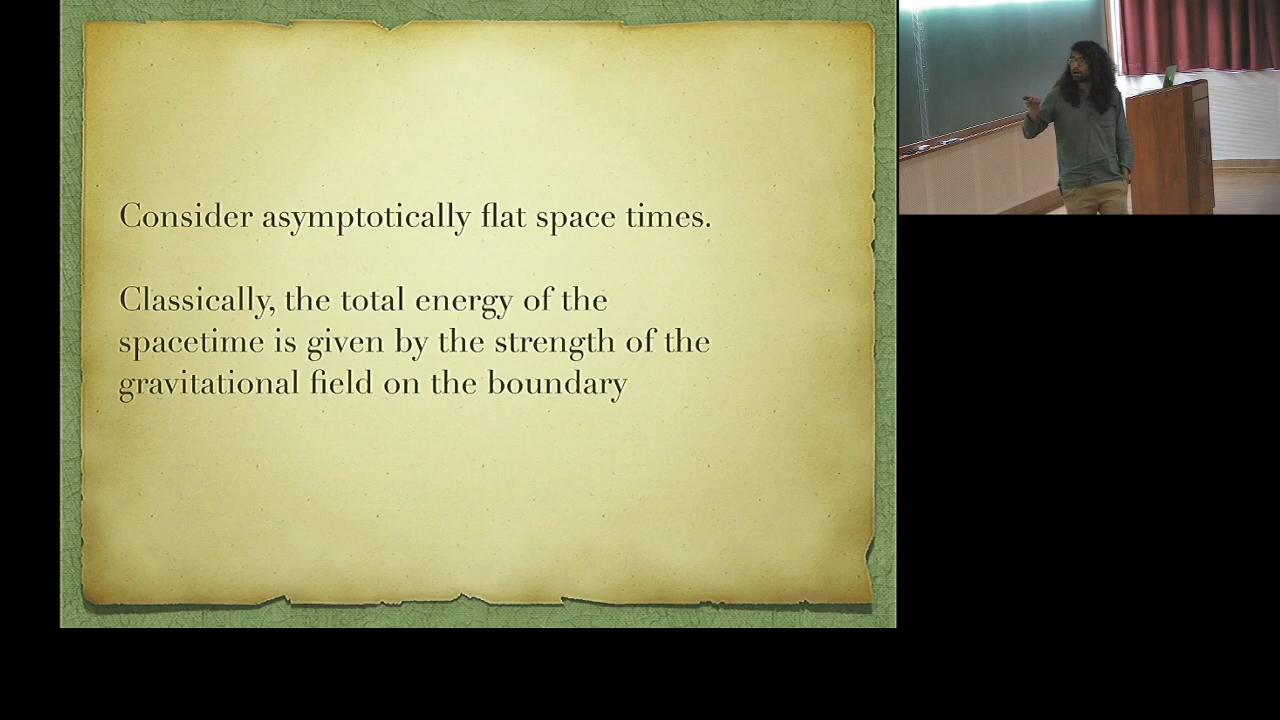 Consider asymptotically flat space times.
Classically, the total energy of the
spacetime is given by the strength of the
gravitational field on the boundary